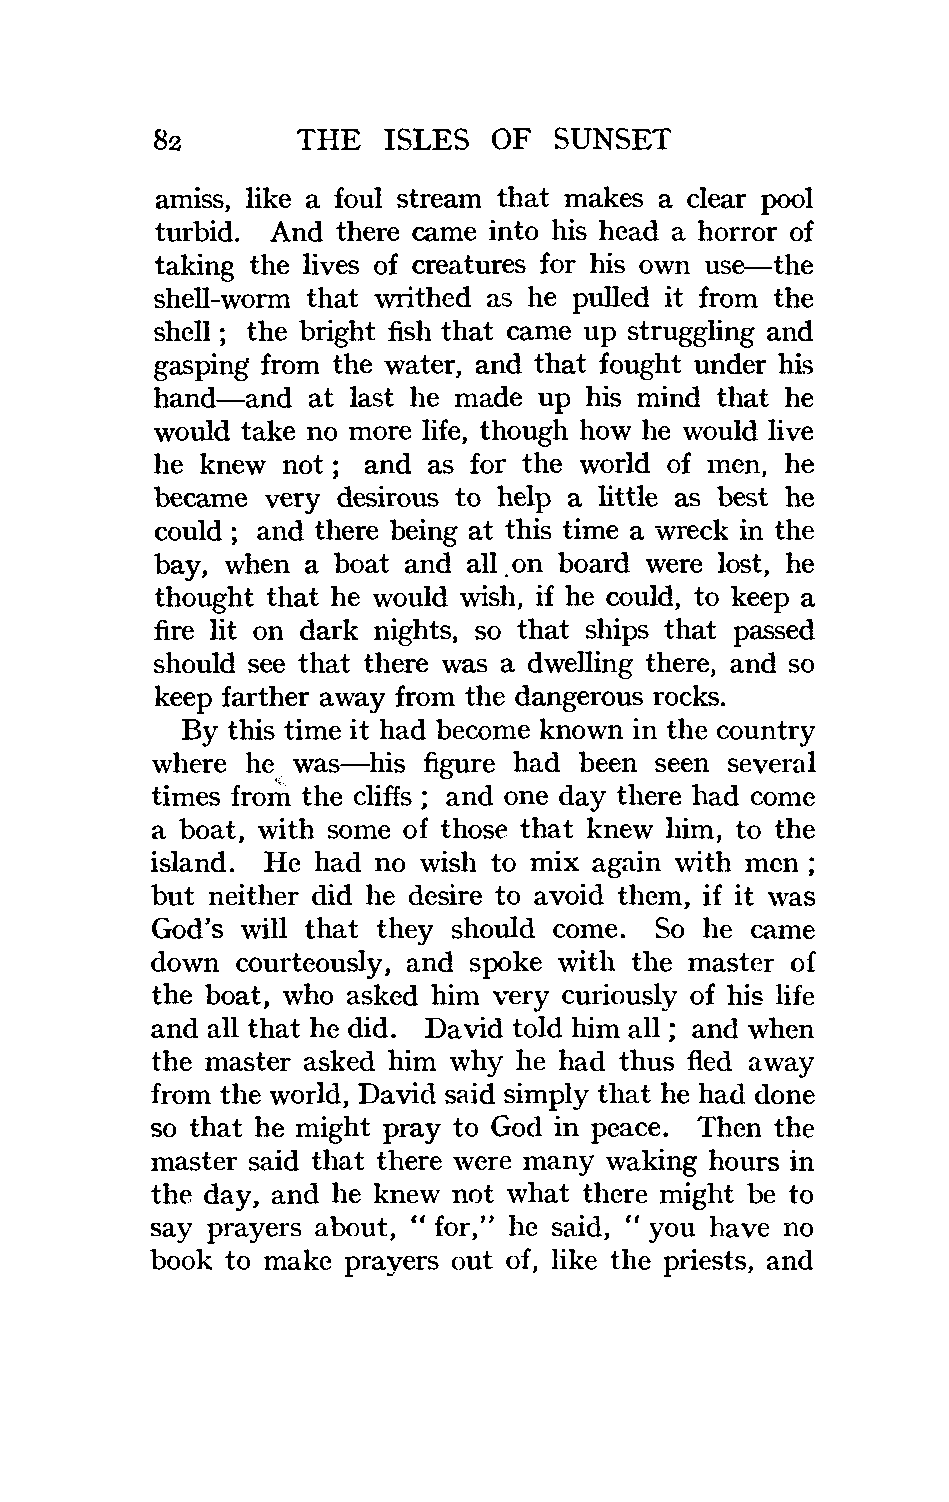 82 THE ISLES OF SUNSET
amiss, like a foul stream that makes a clear pool
turbid. And there came into his head a horror of
taking the lives of creatures for his own use—the
shell-worm that writhed as he pulled it from the
shell ; the bright fish that came up struggling and
gasping from the water, and that fought under his
hand—and at last he made up his mind that he
would take no more life, though how he would live
he knew not ; and as for the world of men, he
became very desirous to help a little as best he
could ; and there being at this time a wreck in the
bay, when a boat and all on board were lost, he
thought that he would wish, if he could, to keep a
fire lit on dark nights, so that ships that passed
should see that there was a dwelling there, and so
keep farther away from the dangerous rocks.
By this time it had become known in the country
where he was—his figure had been seen several
times from the cliffs ; and one day there had come
a boat, with some of those that knew him, to the
island. He had no wish to mix again with men ;
but neither did he desire to avoid them, if it was
God's will that they should come. So he came
down courteously, and spoke with the master of
the boat, who asked him very curiously of his life
and all that he did. David told him all ; and when
the master asked him why he had thus fled away
from the world, David said simply that he had done
so that he might pray to God in peace. Then the
master said that there were many waking hours in
the day, and he knew not what there might be to
say prayers about, " for," he said, " you have no
book to make prayers out of, like the priests, and